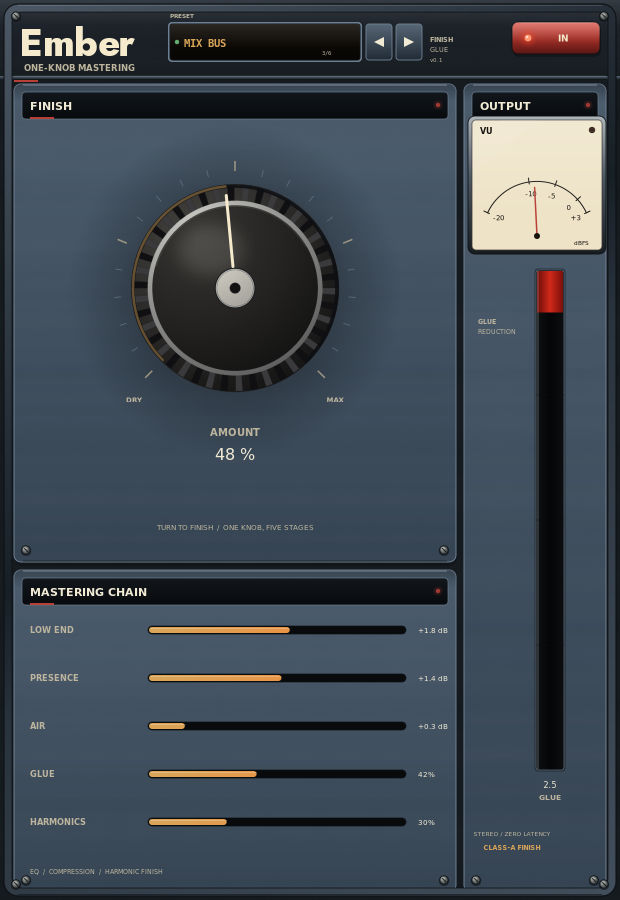 PRESET
Ember
ONE-KNOB MASTERING
MIX BUS
3/6
◀ ▶
FINISH
GLUE
v0.1
IN
FINISH
DRY
MAX
AMOUNT
48 %
TURN TO FINISH / ONE KNOB, FIVE STAGES
OUTPUT
VU
-20
-10
-5
0
+3
dBFS
GLUE
REDUCTION
2.5
GLUE
STEREO / ZERO LATENCY
CLASS-A FINISH
MASTERING CHAIN
LOW END +1.8 dB
PRESENCE +1.4 dB
AIR +0.3 dB
GLUE 42%
HARMONICS 30%
EQ / COMPRESSION / HARMONIC FINISH